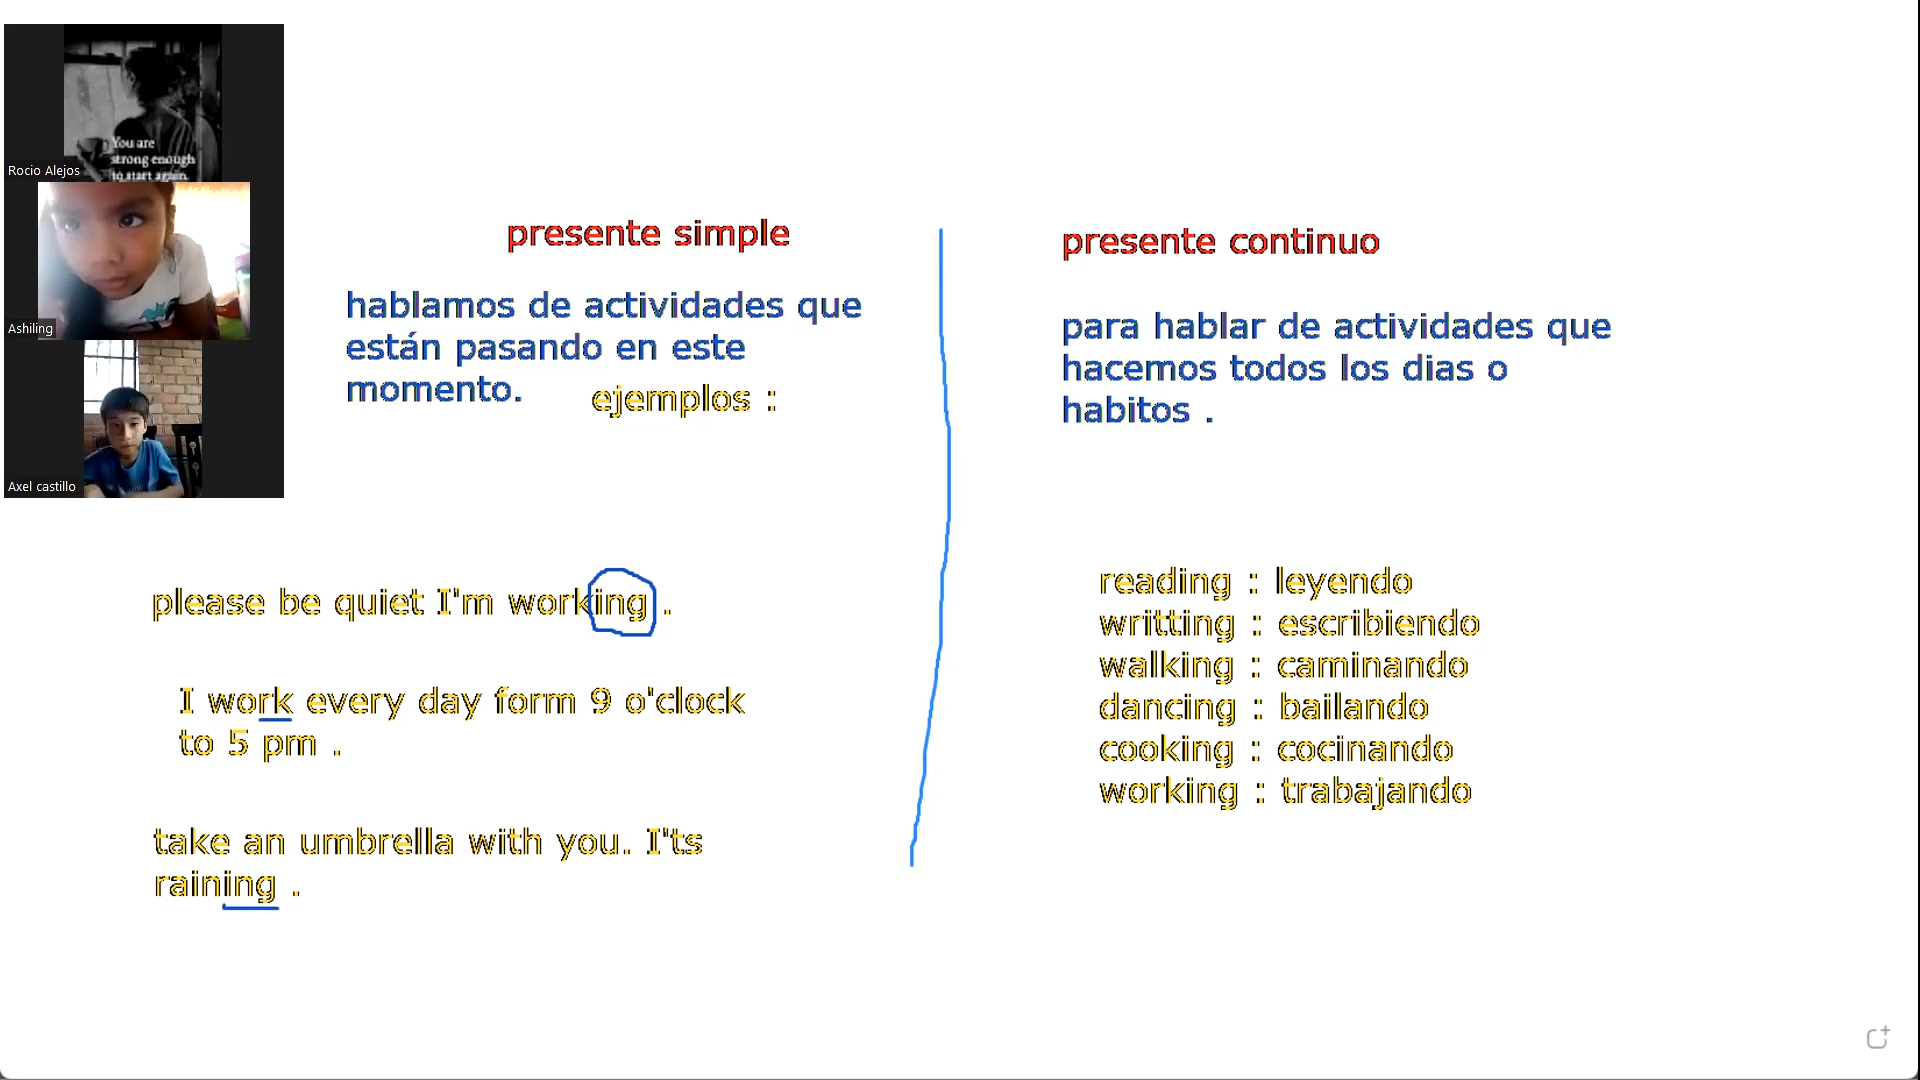 You are
strong enough
to start again.
Rocio Alejos
Ashiling
Axel castillo
presente simple
hablamos de actividades que
están pasando en este
momento.
ejemplos :
please be quiet I'm working .
I work every day form 9 o'clock
to 5 pm .
take an umbrella with you. I'ts
raining .
presente continuo
para hablar de actividades que
hacemos todos los dias o
habitos .
reading : leyendo
writting : escribiendo
walking : caminando
dancing : bailando
cooking : cocinando
working : trabajando